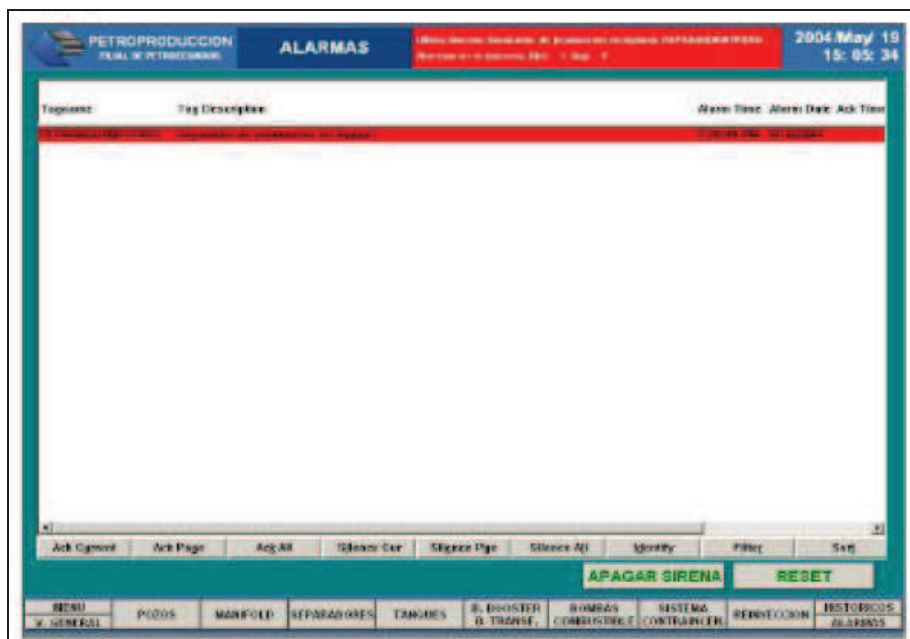 PETROPRODUCCION
FILIAL DE PETROECUADOR
ALARMAS
2004/May/ 19
15: 05: 34
Tagname Tag Description Alarm Time Alarm Date Ack Time
Ack Current Ack Page Ack All Silence Cur Silence Pge Silence All Identify Filter Sort
APAGAR SIRENA RESET
MENU
V. GENERAL
POZOS
MANIFOLD
SEPARADORES
TANQUES
B. BOOSTER
B. TRANSF.
BOMBAS
COMBUSTIBLE
SISTEMA
CONTRAINCEN
REINYECCION
HISTORICOS
ALARMAS